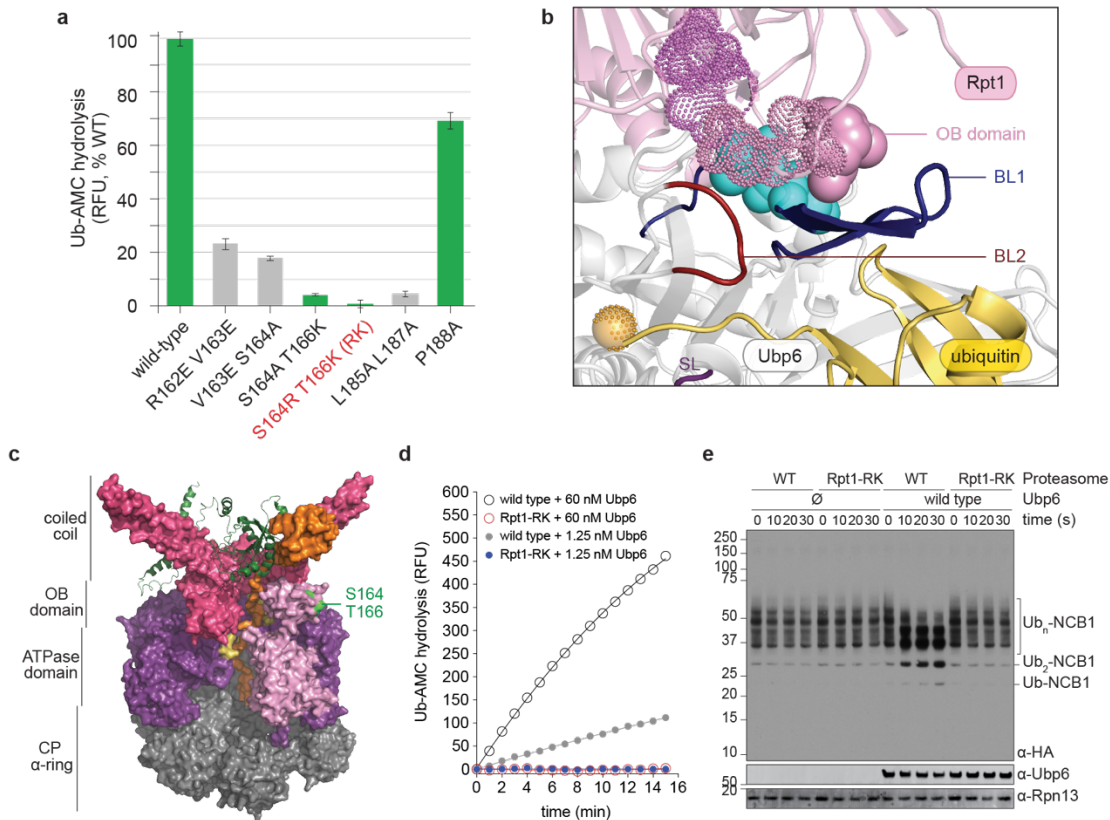 a
Ub-AMC hydrolysis
(RFU, % WT)
100
80
60
40
20
0
wild-type
R162E V163E
V163E S164A
S164A T166K
S164R T166K (RK)
L185A L187A
P188A
b
Rpt1
OB domain
BL1
BL2
Ubp6
ubiquitin
SL
c
coiled
coil
OB
domain
ATPase
domain
CP
α-ring
S164
T166
d
Ub-AMC hydrolysis (RFU)
600
550
500
450
400
350
300
250
200
150
100
50
0
wild type + 60 nM Ubp6
Rpt1-RK + 60 nM Ubp6
wild type + 1.25 nM Ubp6
Rpt1-RK + 1.25 nM Ubp6
0 2 4 6 8 10 12 14 16
time (min)
e
WT Rpt1-RK WT Rpt1-RK Proteasome
Ø wild type Ubp6
0 10 20 30 0 10 20 30 0 10 20 30 0 10 20 30 time (s)
250
150
100
75
50
37
25
20
15
10
50
20
Ubn-NCB1
Ub2-NCB1
Ub-NCB1
α-HA
α-Ubp6
α-Rpn13